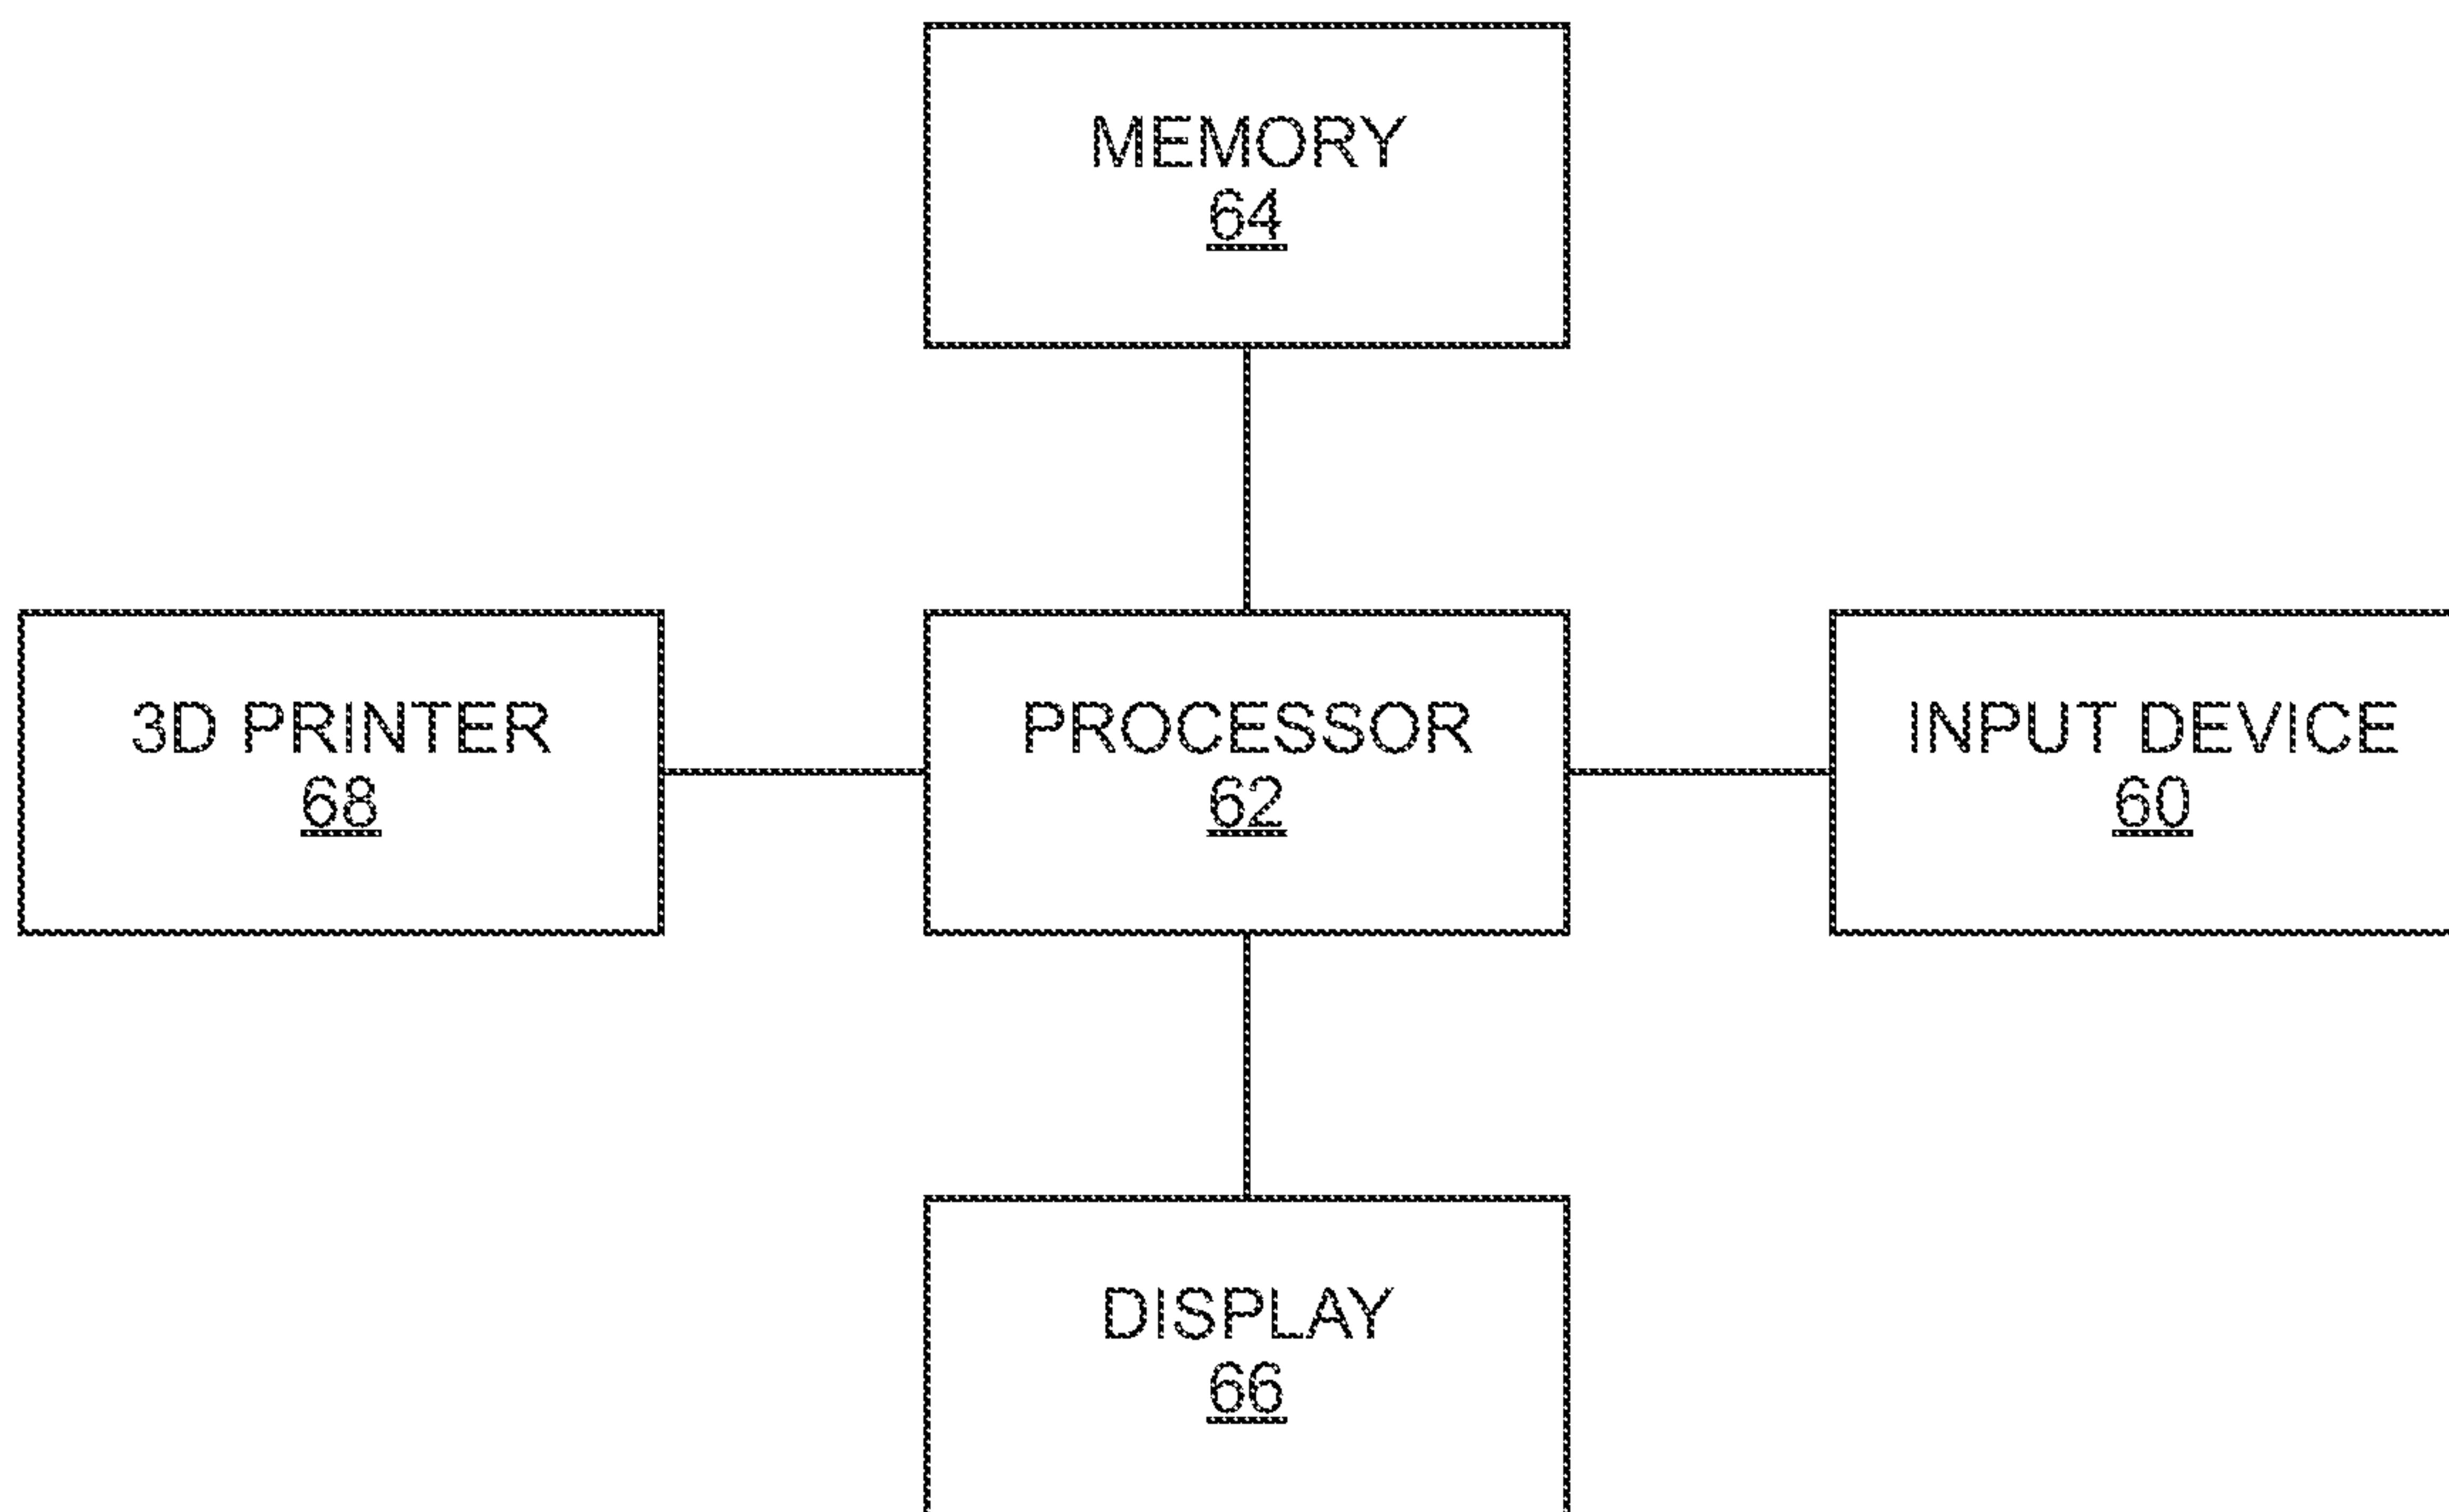 MEMORY
64
3D PRINTER
68
PROCESSOR
62
INPUT DEVICE
60
DISPLAY
66